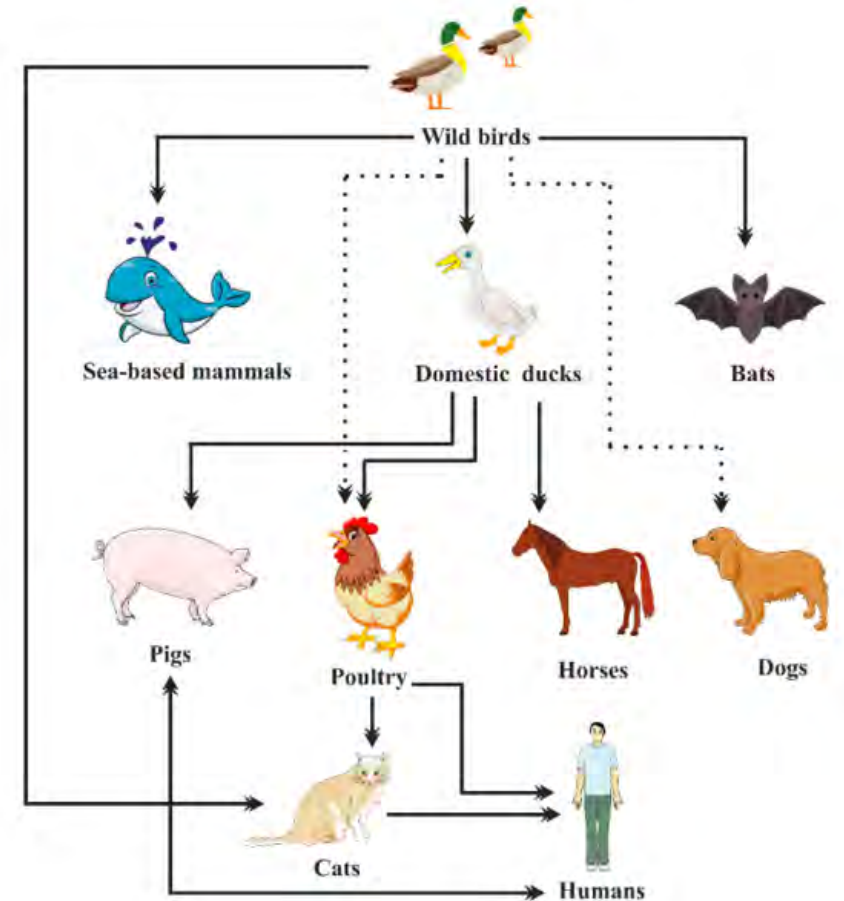 Wild birds
Sea-based mammals
Domestic ducks
Bats
Pigs
Poultry
Horses
Dogs
Cats
Humans